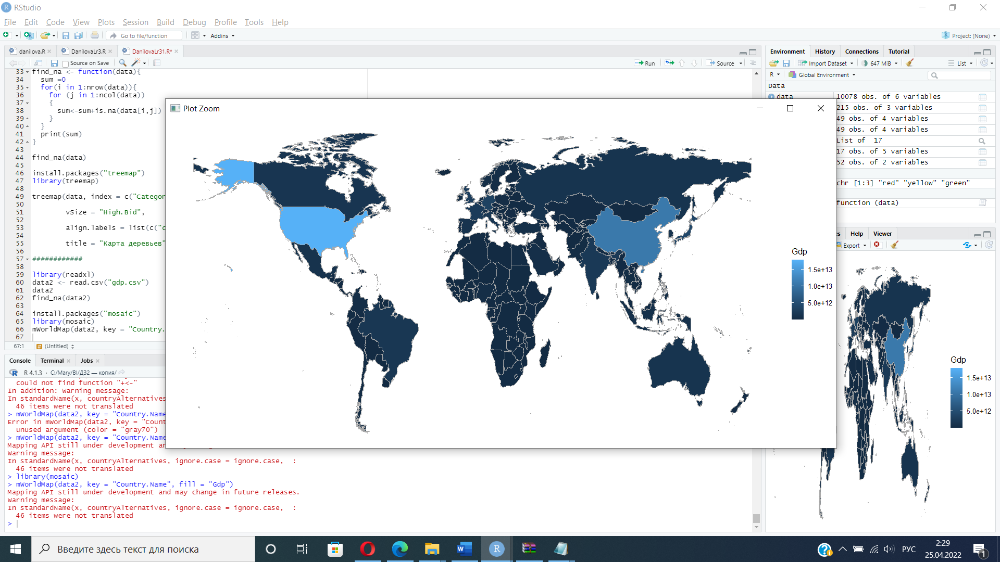 RStudio
File Edit Code View Plots Session Build Debug Profile Tools Help
Go to file/function Addins Project: (None)
danilova.R DanilovaLr3.R DanilovaLr31.R*
Source on Save Run Source
33 find_na <- function(data){
34 sum =0
35 for(i in 1:nrow(data)){
36 for (j in 1:ncol(data))
37 {
38 sum<-sum+is.na(data[i,j])
39 }
40 }
41 print(sum)
42 }
43
44 find_na(data)
45
46 install.packages("treemap")
47 library(treemap)
48
49 treemap(data, index = c("Categor
50
51 vSize = "High.Bid",
52
53 align.labels = list(c("c
54
55 title = "Карта деревьев"
56
57 ############
58
59 library(readxl)
60 data2 <- read.csv("gdp.csv")
61 data2
62 find_na(data2)
63
64 install.packages("mosaic")
65 library(mosaic)
66 mWorldMap(data2, key = "Country.
67
67:1 # (Untitled)
Console Terminal Jobs
R 4.1.3 · C:/Mary/BI/ДЗ2 — копия/
could not find function "+<-"
In addition: Warning message:
In standardName(x, countryAlternatives
46 items were not translated
> mWorldMap(data2, key = "Country.Name
Error in mWorldMap(data2, key = "Count
unused argument (color = "gray70")
> mWorldMap(data2, key = "Country.Name
Mapping API still under development an
Warning message:
In standardName(x, countryAlternatives, ignore.case = ignore.case, :
46 items were not translated
> library(mosaic)
> mWorldMap(data2, key = "Country.Name", fill = "Gdp")
Mapping API still under development and may change in future releases.
Warning message:
In standardName(x, countryAlternatives, ignore.case = ignore.case, :
46 items were not translated
>
Plot Zoom
Gdp
1.5e+13
1.0e+13
5.0e+12
Environment History Connections Tutorial
Import Dataset 647 MiB List
R Global Environment
Data
data 10078 obs. of 6 variables
215 obs. of 3 variables
49 obs. of 4 variables
49 obs. of 4 variables
List of 17
17 obs. of 5 variables
52 obs. of 2 variables
chr [1:3] "red" "yellow" "green"
function (data)
es Help Viewer
Export
Gdp
1.5e+13
1.0e+13
5.0e+12
Введите здесь текст для поиска
РУС
2:29
25.04.2022
1